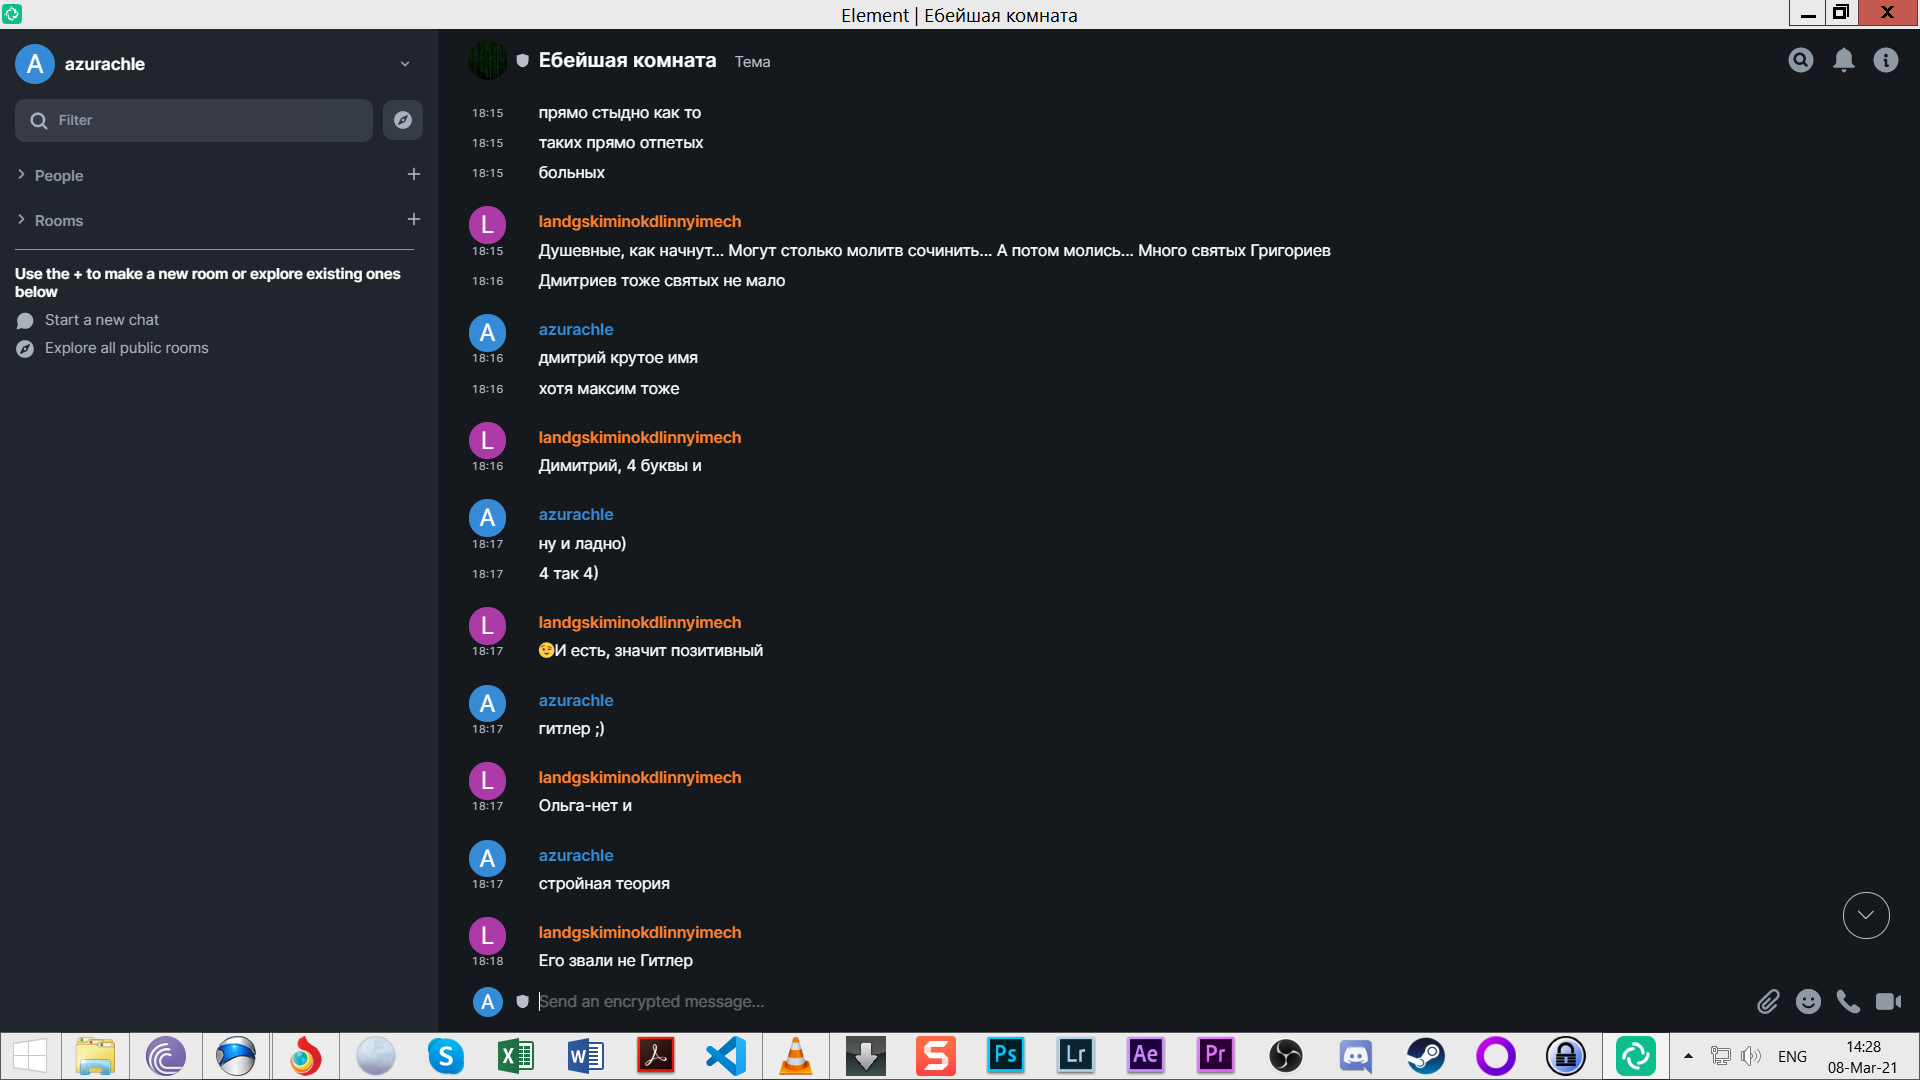 Element | Ебейшая комната
A azurachle
Filter
People
Rooms
Use the + to make a new room or explore existing ones
below
Start a new chat
Explore all public rooms
Ебейшая комната Тема
18:15 прямо стыдно как то
18:15 таких прямо отпетых
18:15 больных
L landgskiminokdlinnyimech
18:15 Душевные, как начнут... Могут столько молитв сочинить... А потом молись... Много святых Григориев
18:16 Дмитриев тоже святых не мало
A azurachle
18:16 дмитрий крутое имя
18:16 хотя максим тоже
L landgskiminokdlinnyimech
18:16 Димитрий, 4 буквы и
A azurachle
18:17 ну и ладно)
18:17 4 так 4)
L landgskiminokdlinnyimech
18:17 😉И есть, значит позитивный
A azurachle
18:17 гитлер ;)
L landgskiminokdlinnyimech
18:17 Ольга-нет и
A azurachle
18:17 стройная теория
L landgskiminokdlinnyimech
18:18 Его звали не Гитлер
A Send an encrypted message...
Ps Lr Ae Pr ENG 14:28
08-Mar-21